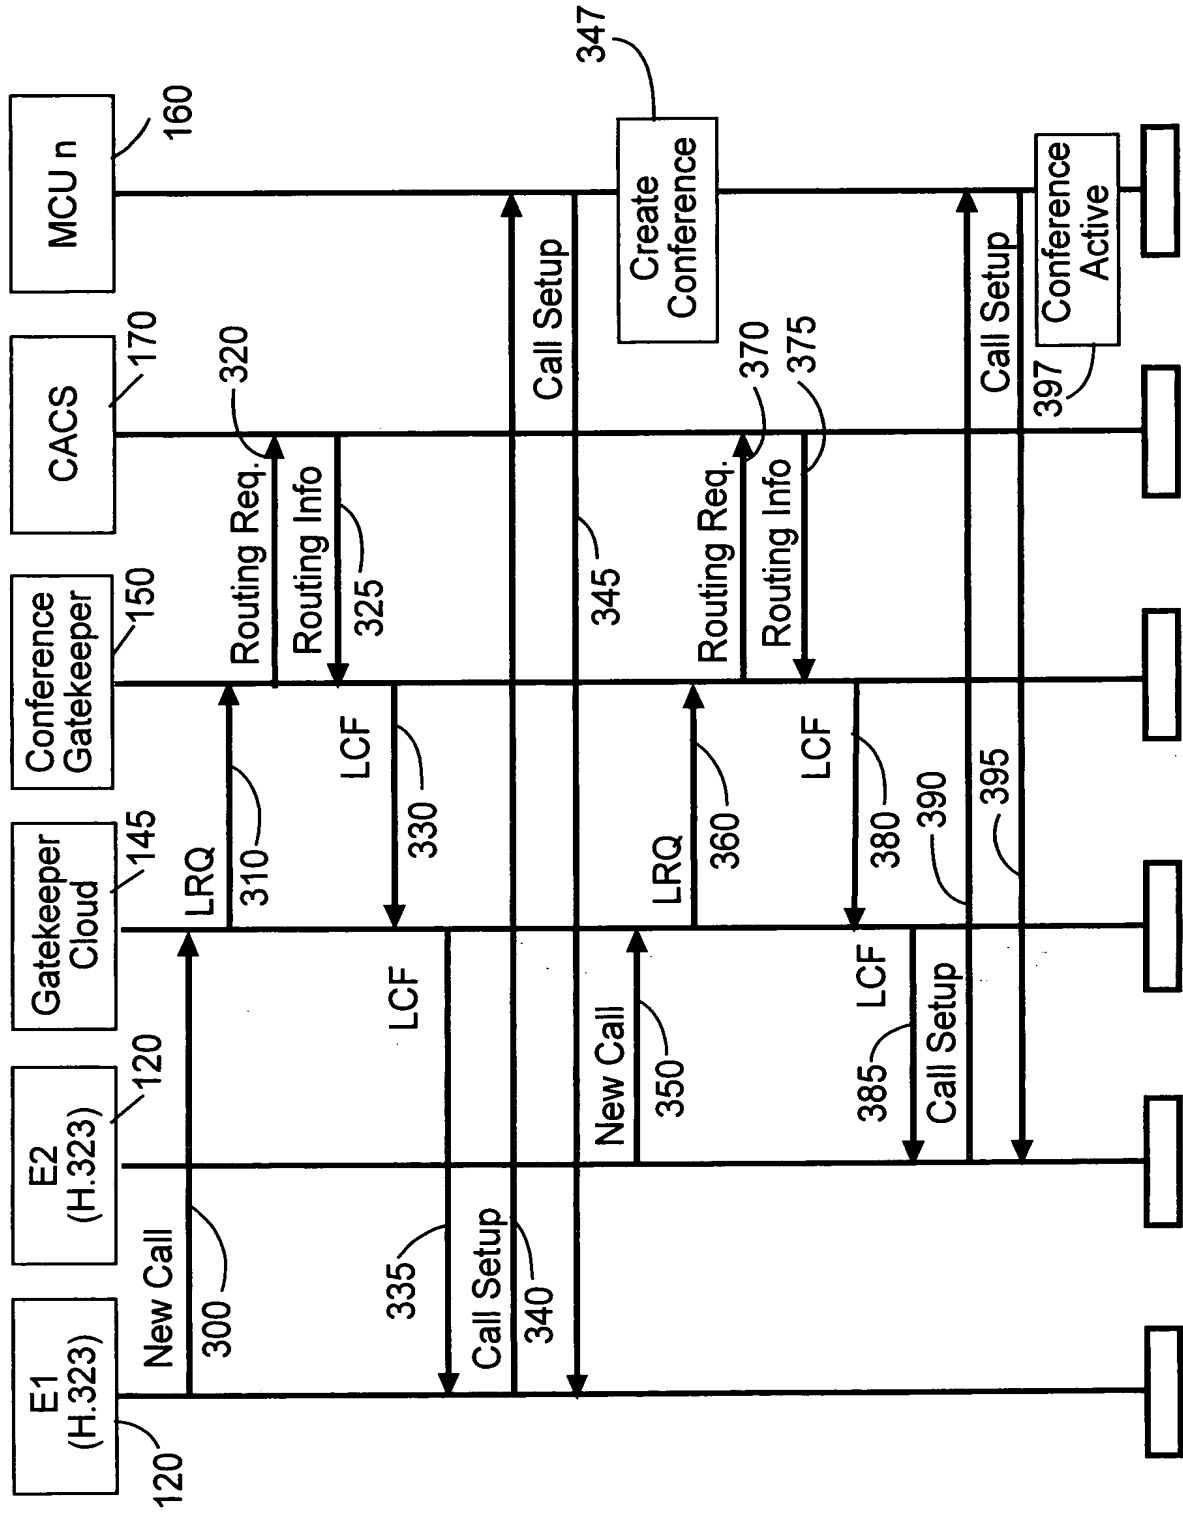 E1
(H.323)
120
E2
(H.323)
120
Gatekeeper
Cloud
145
Conference
Gatekeeper
150
CACS
170
MCU n
160
New Call
300
LRQ
310
Routing Req.
320
Routing Info
325
LCF
330
LCF
335
Call Setup
340
Call Setup
345
Create
Conference
347
New Call
350
LRQ
360
Routing Req.
370
Routing Info
375
LCF
380
LCF
385
Call Setup
390
Call Setup
395
Conference
Active
397